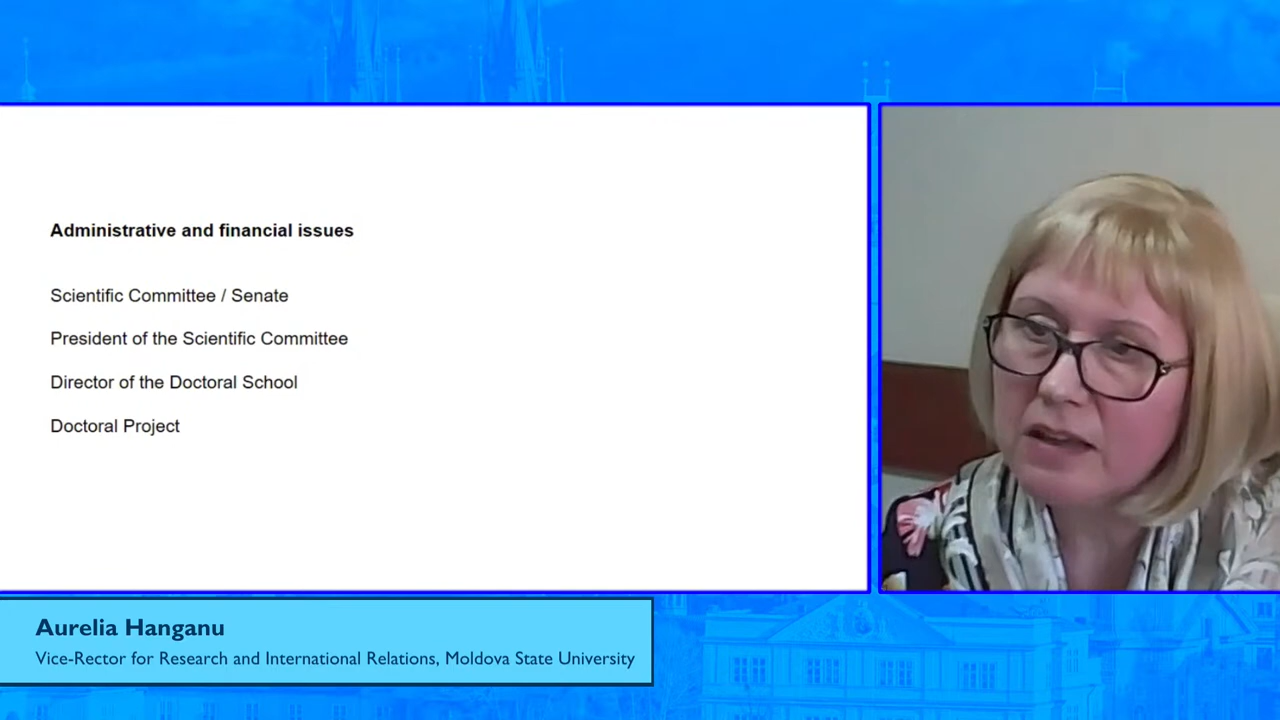 Administrative and financial issues
Scientific Committee / Senate
President of the Scientific Committee
Director of the Doctoral School
Doctoral Project
Aurelia Hanganu
Vice-Rector for Research and International Relations, Moldova State University